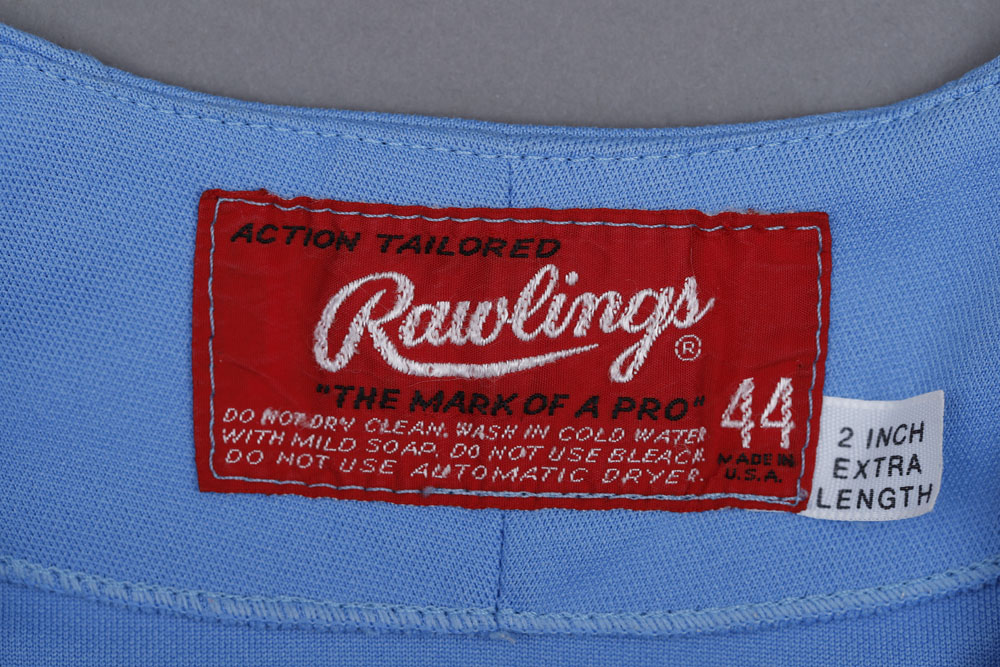 ACTION TAILORED
Rawlings ®
"THE MARK OF A PRO"
44
DO NOT DRY CLEAN. WASH IN COLD WATER
WITH MILD SOAP. DO NOT USE BLEACH.
DO NOT USE AUTOMATIC DRYER.
MADE IN
U.S.A.
2 INCH
EXTRA
LENGTH